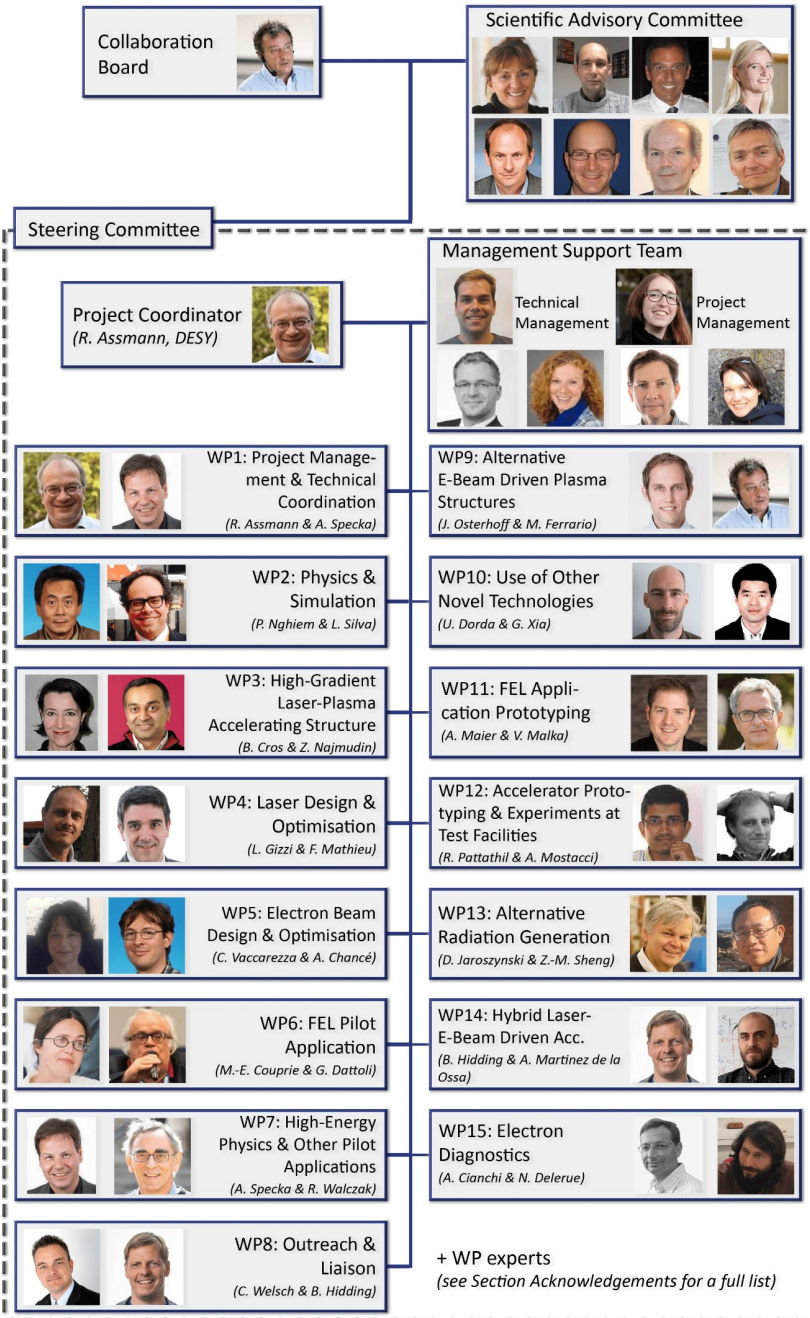 Collaboration
Board
Scientific Advisory Committee
Steering Committee
Project Coordinator
(R. Assmann, DESY)
Management Support Team
Technical
Management
Project
Management
WP1: Project Manage-
ment & Technical
Coordination
(R. Assmann & A. Specka)
WP2: Physics &
Simulation
(P. Nghiem & L. Silva)
WP3: High-Gradient
Laser-Plasma
Accelerating Structure
(B. Cros & Z. Najmudin)
WP4: Laser Design &
Optimisation
(L. Gizzi & F. Mathieu)
WP5: Electron Beam
Design & Optimisation
(C. Vaccarezza & A. Chancé)
WP6: FEL Pilot
Application
(M.-E. Couprie & G. Dattoli)
WP7: High-Energy
Physics & Other Pilot
Applications
(A. Specka & R. Walczak)
WP8: Outreach &
Liaison
(C. Welsch & B. Hidding)
WP9: Alternative
E-Beam Driven Plasma
Structures
(J. Osterhoff & M. Ferrario)
WP10: Use of Other
Novel Technologies
(U. Dorda & G. Xia)
WP11: FEL Appli-
cation Prototyping
(A. Maier & V. Malka)
WP12: Accelerator Proto-
typing & Experiments at
Test Facilities
(R. Pattathil & A. Mostacci)
WP13: Alternative
Radiation Generation
(D. Jaroszynski & Z.-M. Sheng)
WP14: Hybrid Laser-
E-Beam Driven Acc.
(B. Hidding & A. Martinez de la
Ossa)
WP15: Electron
Diagnostics
(A. Cianchi & N. Delerue)
+ WP experts
(see Section Acknowledgements for a full list)